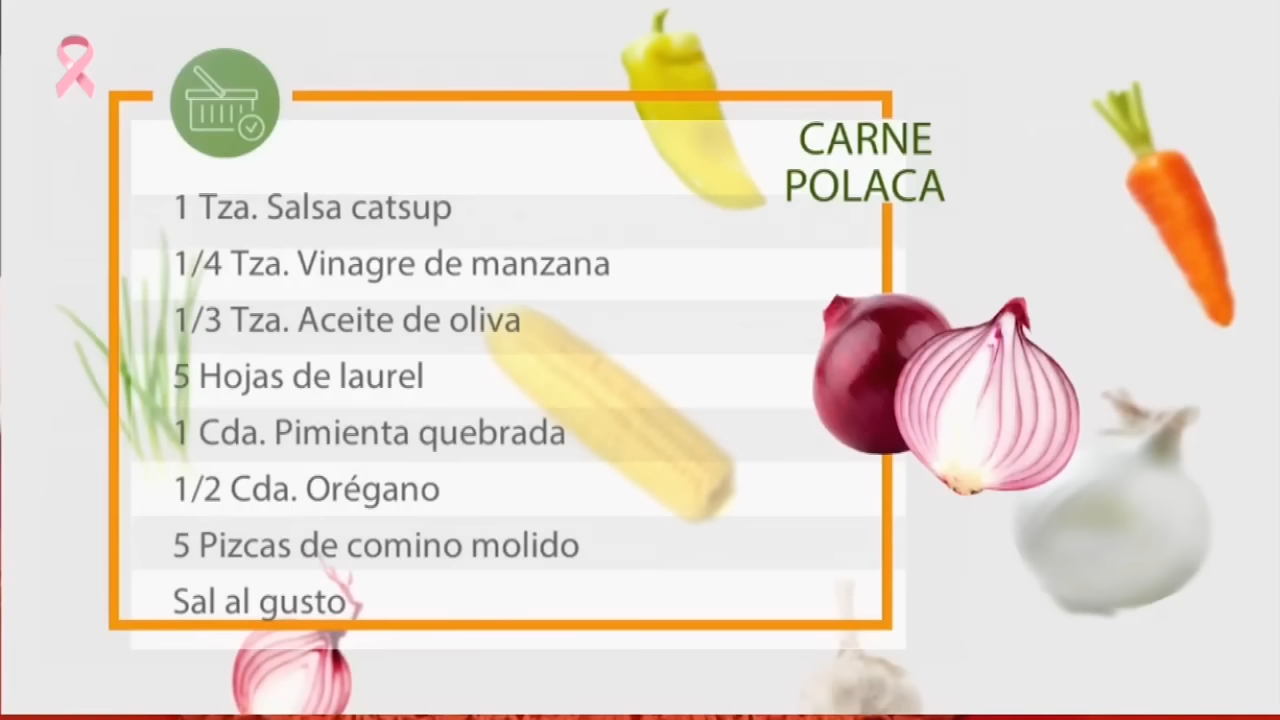 CARNE
POLACA
1 Tza. Salsa catsup
1/4 Tza. Vinagre de manzana
1/3 Tza. Aceite de oliva
5 Hojas de laurel
1 Cda. Pimienta quebrada
1/2 Cda. Orégano
5 Pizcas de comino molido
Sal al gusto